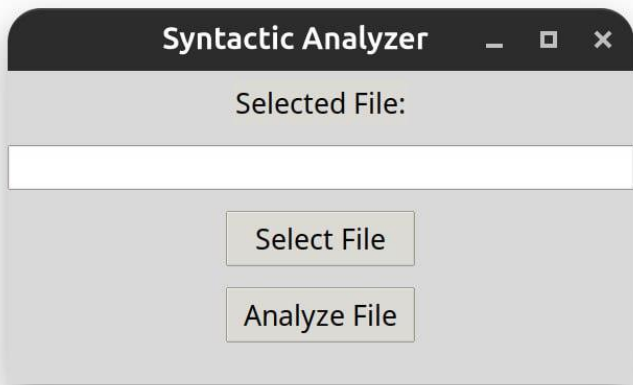 Syntactic Analyzer
Selected File:
Select File
Analyze File